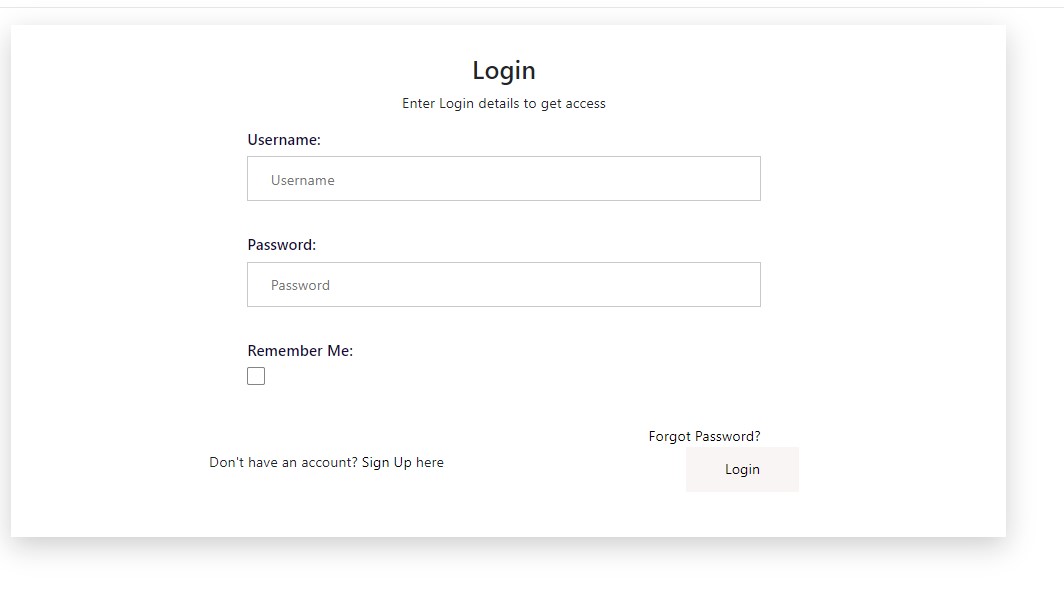 Login
Enter Login details to get access
Username:
Username
Password:
Password
Remember Me:
Forgot Password?
Don't have an account? Sign Up here
Login